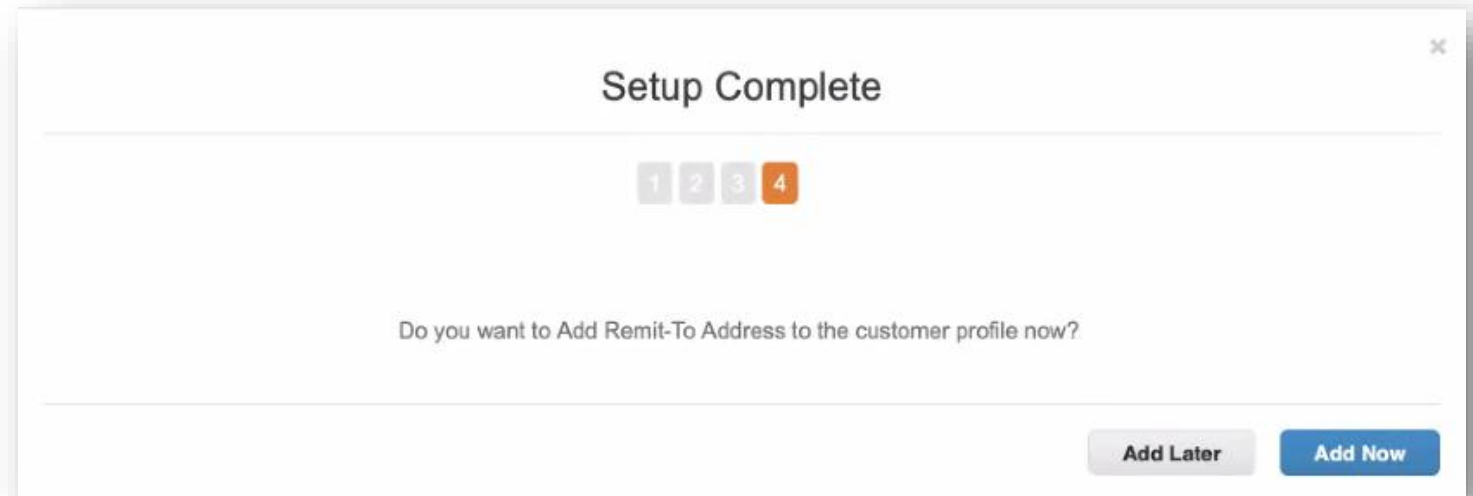 Setup Complete
1 2 3 4
Do you want to Add Remit-To Address to the customer profile now?
Add Later Add Now